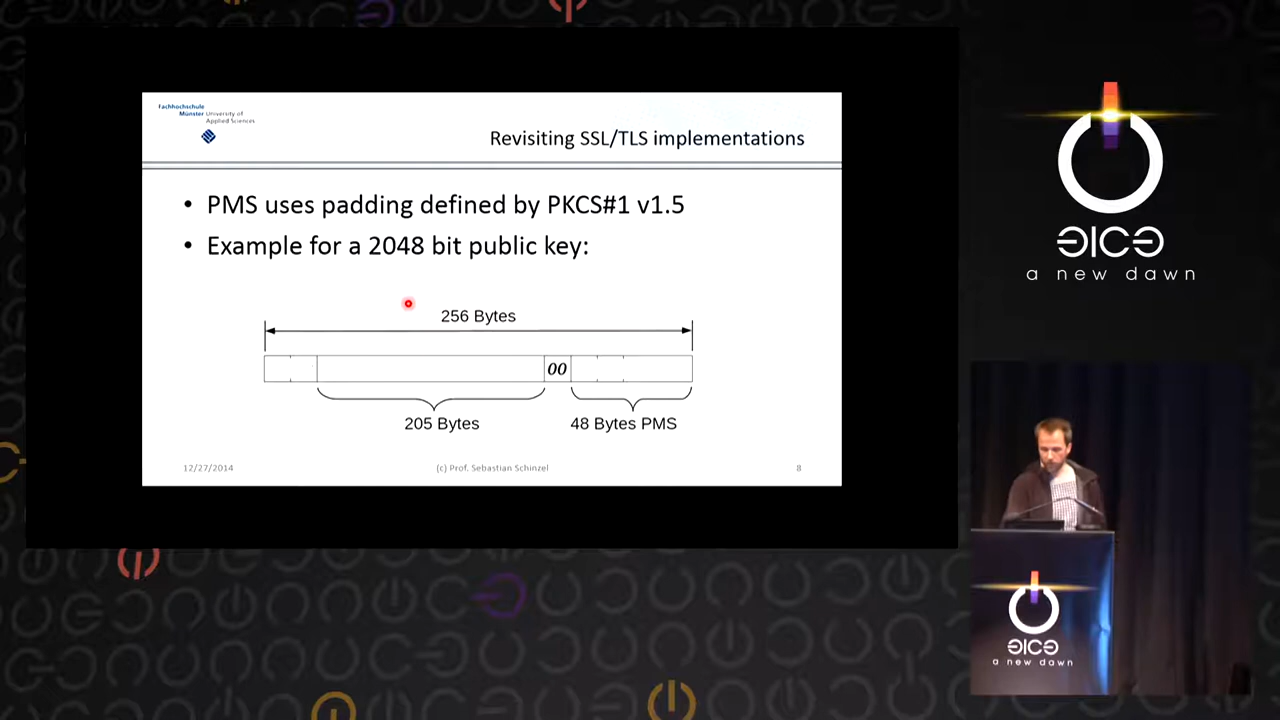 Fachhochschule
Münster University of
Applied Sciences
Revisiting SSL/TLS implementations
• PMS uses padding defined by PKCS#1 v1.5
• Example for a 2048 bit public key:
256 Bytes
00
205 Bytes
48 Bytes PMS
12/27/2014
(c) Prof. Sebastian Schinzel
8
a new dawn
a new dawn